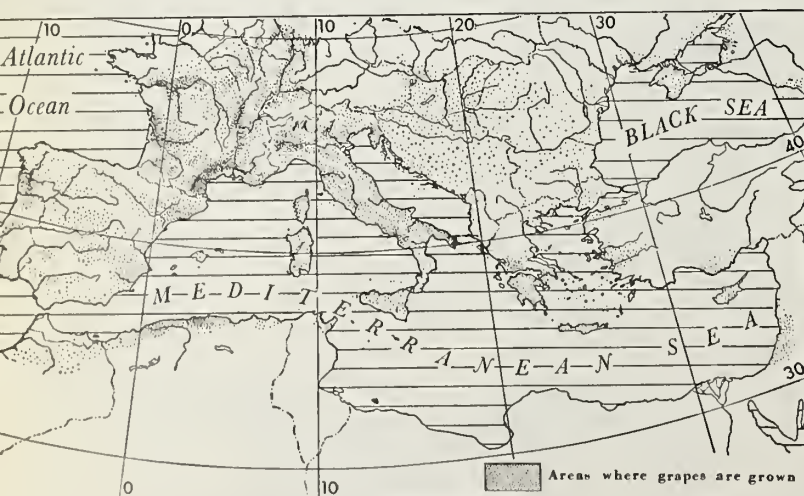 10
0
10
20
30
Atlantic
Ocean
BLACK SEA
40
M-E-D-I-T-E-R-R-A-N-E-A-N S E A
30
0
10
Areas where grapes are grown